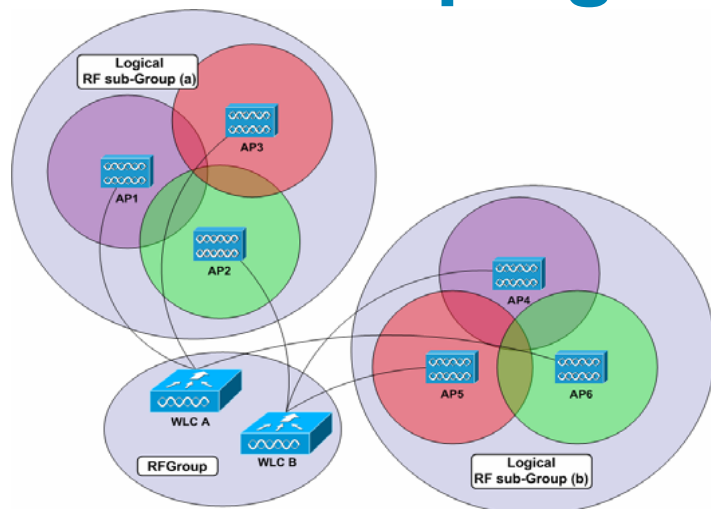 Logical
RF sub-Group (a)
AP3
AP1
AP2
AP4
AP5
AP6
WLC A
WLC B
RFGroup
Logical
RF sub-Group (b)